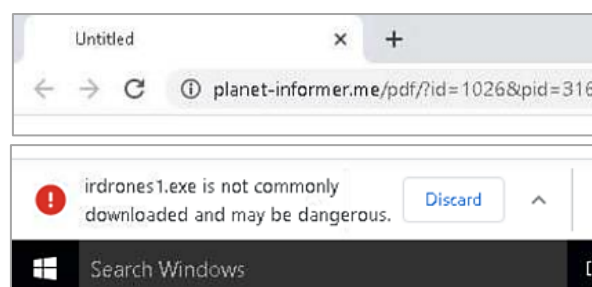 Untitled
planet-informer.me/pdf/?id=1026&pid=316
irdrones1.exe is not commonly
downloaded and may be dangerous.
Discard
Search Windows